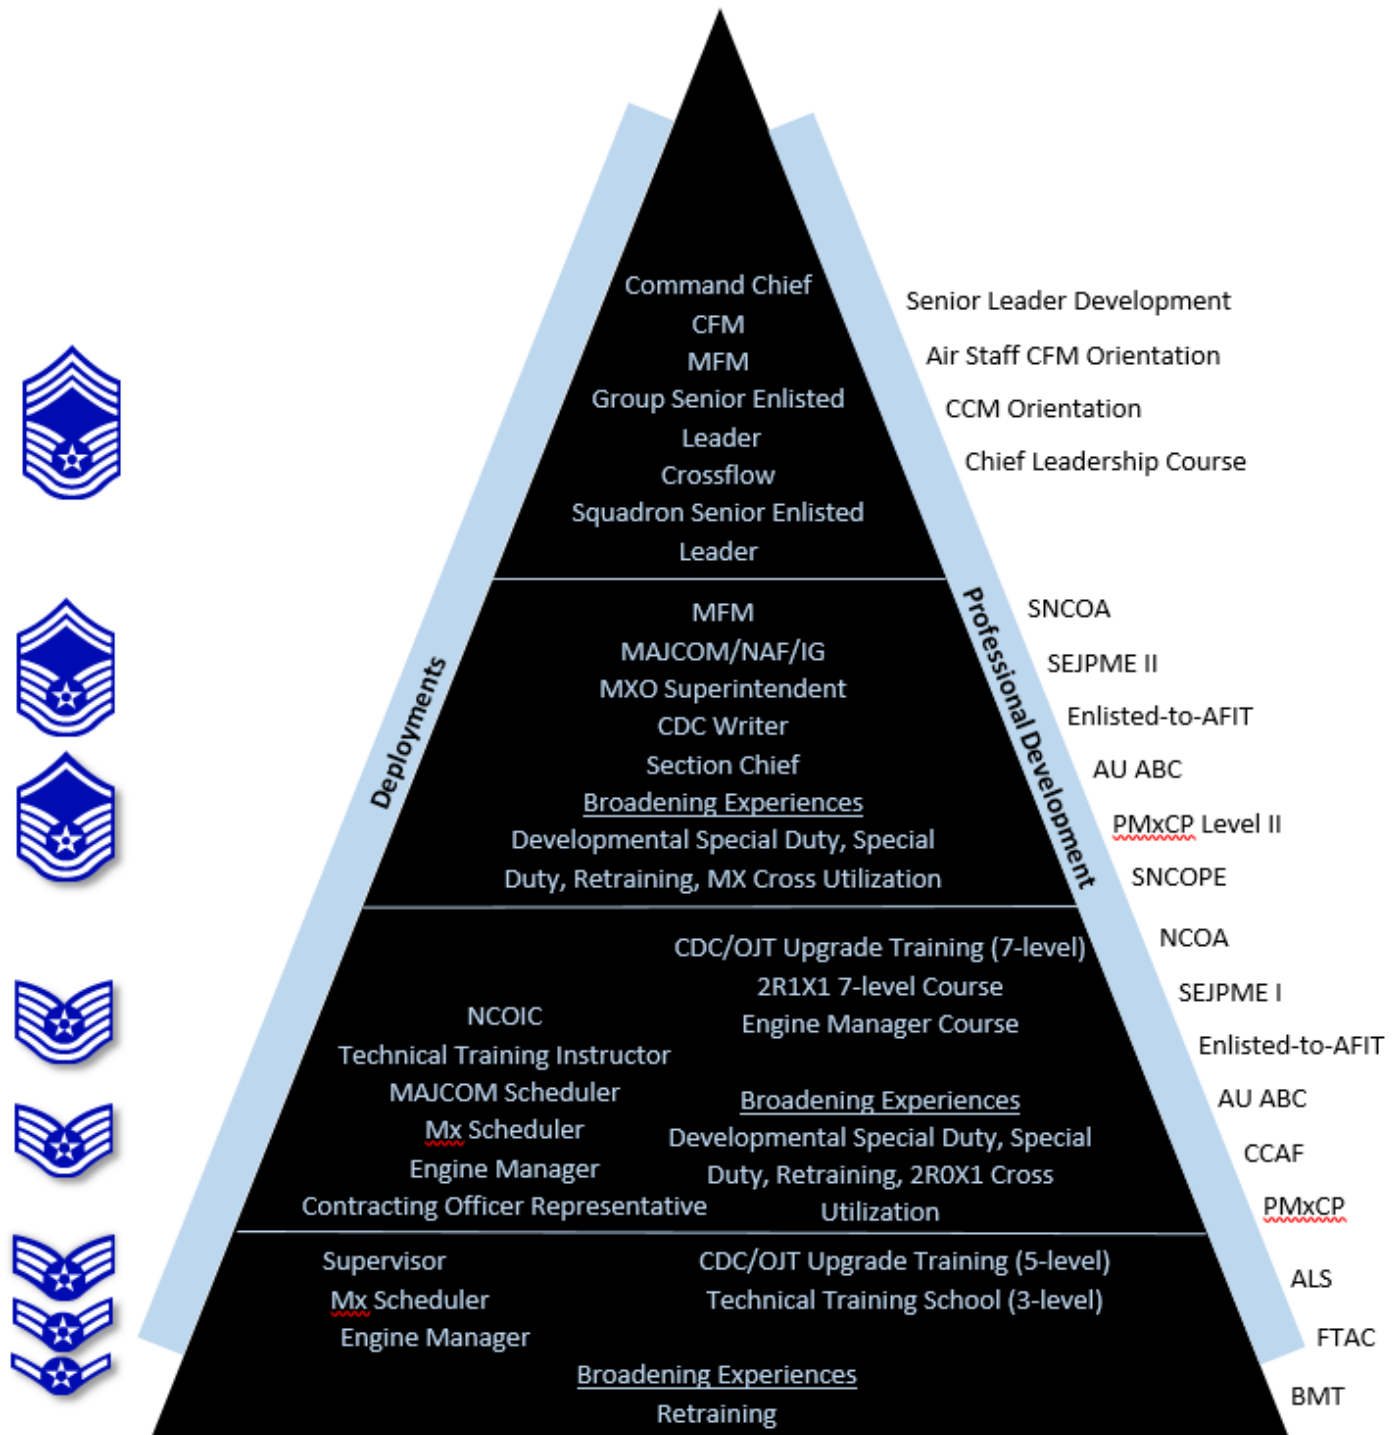 Command Chief
CFM
MFM
Group Senior Enlisted
Leader
Crossflow
Squadron Senior Enlisted
Leader
Senior Leader Development
Air Staff CFM Orientation
CCM Orientation
Chief Leadership Course
Deployments
Professional Development
MFM
MAJCOM/NAF/IG
MXO Superintendent
CDC Writer
Section Chief
Broadening Experiences
Developmental Special Duty, Special
Duty, Retraining, MX Cross Utilization
SNCOA
SEJPME II
Enlisted-to-AFIT
AU ABC
PMxCP Level II
SNCOPE
NCOIC
Technical Training Instructor
MAJCOM Scheduler
Mx Scheduler
Engine Manager
Contracting Officer Representative
CDC/OJT Upgrade Training (7-level)
2R1X1 7-level Course
Engine Manager Course
Broadening Experiences
Developmental Special Duty, Special
Duty, Retraining, 2R0X1 Cross
Utilization
NCOA
SEJPME I
Enlisted-to-AFIT
AU ABC
CCAF
PMxCP
Supervisor
Mx Scheduler
Engine Manager
CDC/OJT Upgrade Training (5-level)
Technical Training School (3-level)
Broadening Experiences
Retraining
ALS
FTAC
BMT